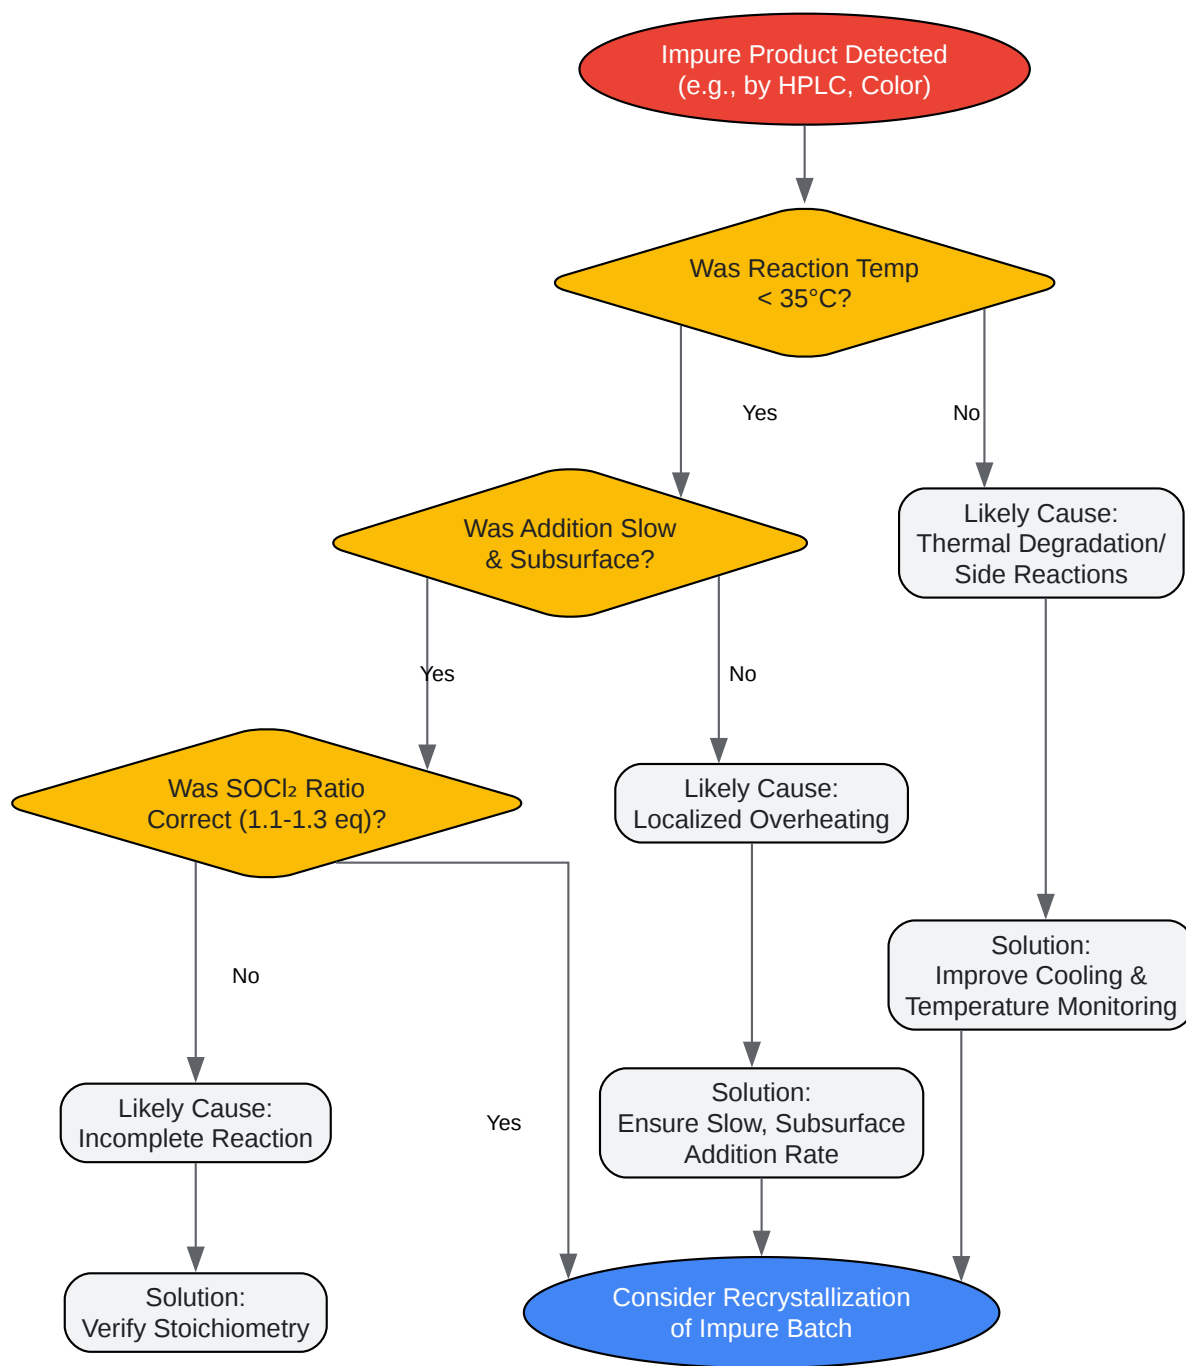 Impure Product Detected
(e.g., by HPLC, Color)
Was Reaction Temp
< 35°C?
Yes
No
Was Addition Slow
& Subsurface?
Likely Cause:
Thermal Degradation/
Side Reactions
Yes
No
Was SOCl₂ Ratio
Correct (1.1-1.3 eq)?
Likely Cause:
Localized Overheating
No
Solution:
Improve Cooling &
Temperature Monitoring
Likely Cause:
Incomplete Reaction
Yes
Solution:
Ensure Slow, Subsurface
Addition Rate
Solution:
Verify Stoichiometry
Consider Recrystallization
of Impure Batch